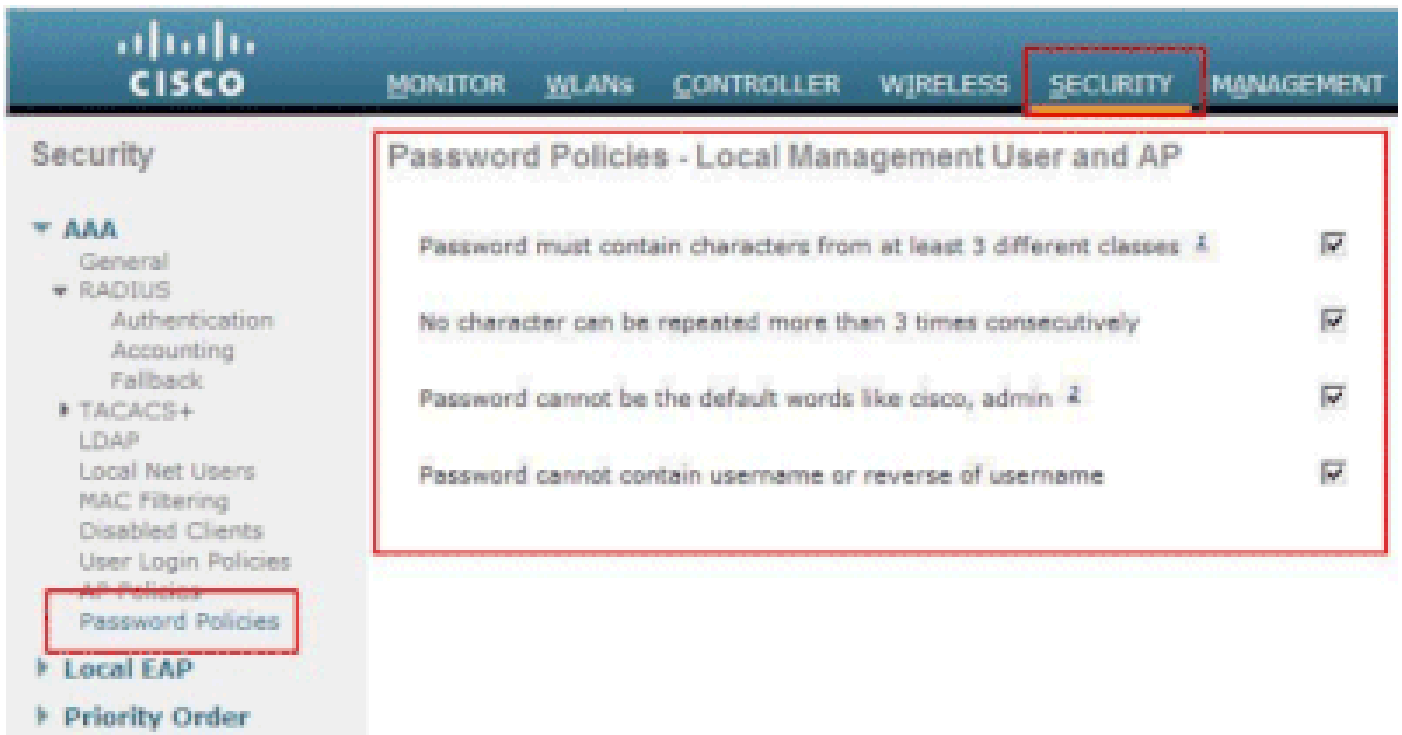 CISCO
MONITOR WLANs CONTROLLER WIRELESS SECURITY MANAGEMENT
Security
AAA
General
RADIUS
Authentication
Accounting
Fallback
TACACS+
LDAP
Local Net Users
MAC Filtering
Disabled Clients
User Login Policies
AP Policies
Password Policies
Local EAP
Priority Order
Password Policies - Local Management User and AP
Password must contain characters from at least 3 different classes 1
No character can be repeated more than 3 times consecutively
Password cannot be the default words like cisco, admin 2
Password cannot contain username or reverse of username